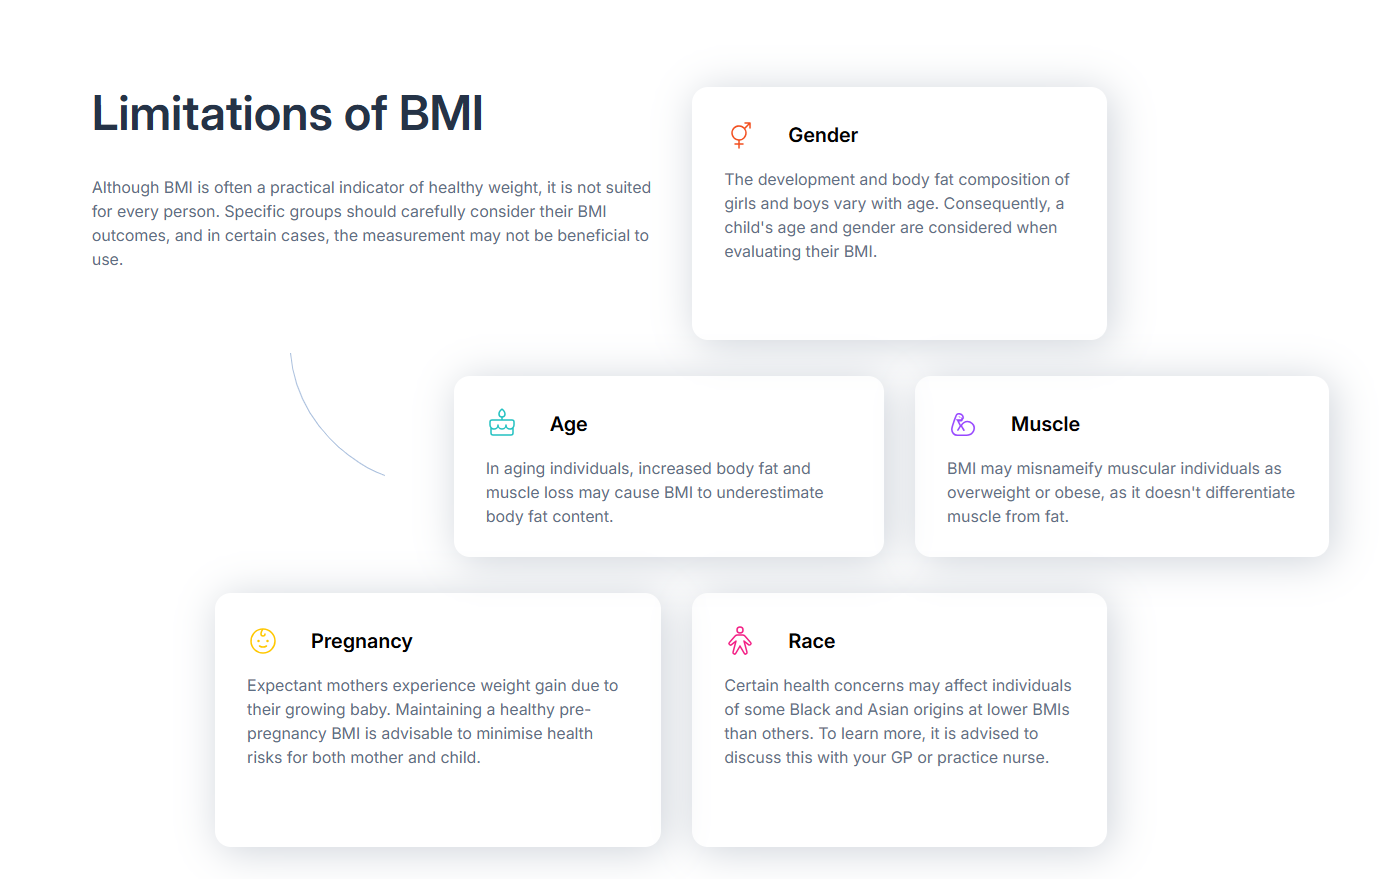 Limitations of BMI
Although BMI is often a practical indicator of healthy weight, it is not suited
for every person. Specific groups should carefully consider their BMI
outcomes, and in certain cases, the measurement may not be beneficial to
use.
Gender
The development and body fat composition of
girls and boys vary with age. Consequently, a
child's age and gender are considered when
evaluating their BMI.
Age
In aging individuals, increased body fat and
muscle loss may cause BMI to underestimate
body fat content.
Muscle
BMI may misnameify muscular individuals as
overweight or obese, as it doesn't differentiate
muscle from fat.
Pregnancy
Expectant mothers experience weight gain due to
their growing baby. Maintaining a healthy pre-
pregnancy BMI is advisable to minimise health
risks for both mother and child.
Race
Certain health concerns may affect individuals
of some Black and Asian origins at lower BMIs
than others. To learn more, it is advised to
discuss this with your GP or practice nurse.